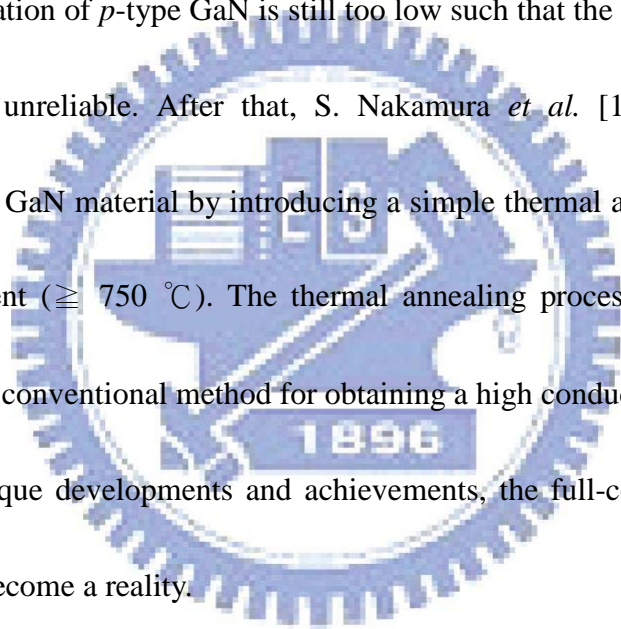 ation of p-type GaN is still too low such that the
unreliable. After that, S. Nakamura et al. [1
GaN material by introducing a simple thermal a
ent (≧ 750 ℃). The thermal annealing proces
conventional method for obtaining a high condu
1896
que developments and achievements, the full-c
ecome a reality.